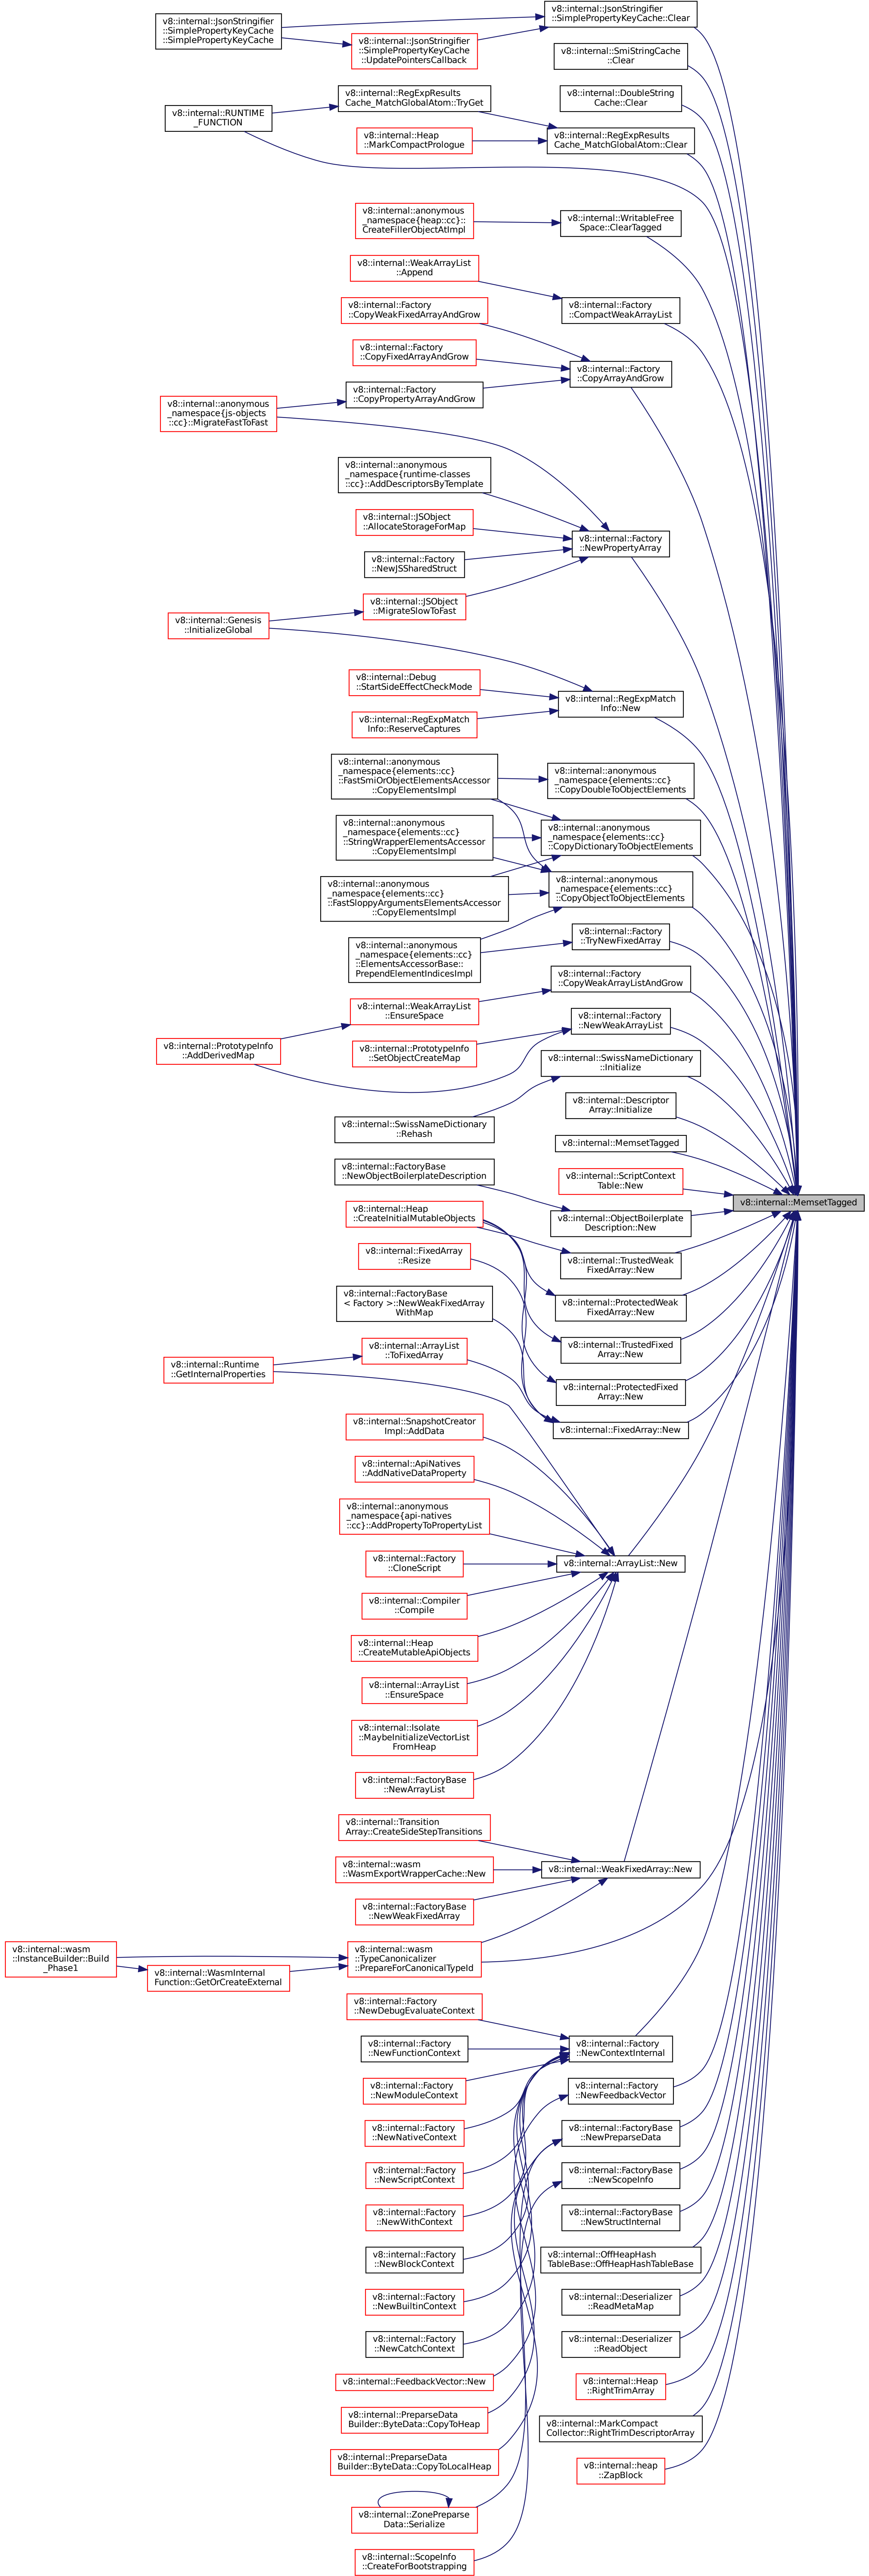 v8::internal::JsonStringifier
::SimplePropertyKeyCache::Clear
v8::internal::JsonStringifier
::SimplePropertyKeyCache
::SimplePropertyKeyCache
v8::internal::JsonStringifier
::SimplePropertyKeyCache
::UpdatePointersCallback
v8::internal::SmiStringCache
::Clear
v8::internal::DoubleString
Cache::Clear
v8::internal::RegExpResults
Cache_MatchGlobalAtom::TryGet
v8::internal::RUNTIME
_FUNCTION
v8::internal::Heap
::MarkCompactPrologue
v8::internal::RegExpResults
Cache_MatchGlobalAtom::Clear
v8::internal::anonymous
_namespace{heap::cc}::
CreateFillerObjectAtImpl
v8::internal::WritableFree
Space::ClearTagged
v8::internal::WeakArrayList
::Append
v8::internal::Factory
::CompactWeakArrayList
v8::internal::Factory
::CopyWeakFixedArrayAndGrow
v8::internal::Factory
::CopyFixedArrayAndGrow
v8::internal::Factory
::CopyArrayAndGrow
v8::internal::Factory
::CopyPropertyArrayAndGrow
v8::internal::anonymous
_namespace{js-objects
::cc}::MigrateFastToFast
v8::internal::anonymous
_namespace{runtime-classes
::cc}::AddDescriptorsByTemplate
v8::internal::JSObject
::AllocateStorageForMap
v8::internal::Factory
::NewPropertyArray
v8::internal::Factory
::NewJSSharedStruct
v8::internal::JSObject
::MigrateSlowToFast
v8::internal::Genesis
::InitializeGlobal
v8::internal::Debug
::StartSideEffectCheckMode
v8::internal::RegExpMatch
Info::New
v8::internal::RegExpMatch
Info::ReserveCaptures
v8::internal::anonymous
_namespace{elements::cc}
::FastSmiOrObjectElementsAccessor
::CopyElementsImpl
v8::internal::anonymous
_namespace{elements::cc}
::CopyDoubleToObjectElements
v8::internal::anonymous
_namespace{elements::cc}
::StringWrapperElementsAccessor
::CopyElementsImpl
v8::internal::anonymous
_namespace{elements::cc}
::CopyDictionaryToObjectElements
v8::internal::anonymous
_namespace{elements::cc}
::FastSloppyArgumentsElementsAccessor
::CopyElementsImpl
v8::internal::anonymous
_namespace{elements::cc}
::CopyObjectToObjectElements
v8::internal::anonymous
_namespace{elements::cc}
::ElementsAccessorBase::
PrependElementIndicesImpl
v8::internal::Factory
::TryNewFixedArray
v8::internal::Factory
::CopyWeakArrayListAndGrow
v8::internal::WeakArrayList
::EnsureSpace
v8::internal::Factory
::NewWeakArrayList
v8::internal::PrototypeInfo
::AddDerivedMap
v8::internal::PrototypeInfo
::SetObjectCreateMap
v8::internal::SwissNameDictionary
::Initialize
v8::internal::Descriptor
Array::Initialize
v8::internal::SwissNameDictionary
::Rehash
v8::internal::MemsetTagged
v8::internal::FactoryBase
::NewObjectBoilerplateDescription
v8::internal::ScriptContext
Table::New
v8::internal::MemsetTagged
v8::internal::Heap
::CreateInitialMutableObjects
v8::internal::ObjectBoilerplate
Description::New
v8::internal::FixedArray
::Resize
v8::internal::TrustedWeak
FixedArray::New
v8::internal::FactoryBase
< Factory >::NewWeakFixedArray
WithMap
v8::internal::ProtectedWeak
FixedArray::New
v8::internal::ArrayList
::ToFixedArray
v8::internal::TrustedFixed
Array::New
v8::internal::Runtime
::GetInternalProperties
v8::internal::ProtectedFixed
Array::New
v8::internal::SnapshotCreator
Impl::AddData
v8::internal::FixedArray::New
v8::internal::ApiNatives
::AddNativeDataProperty
v8::internal::anonymous
_namespace{api-natives
::cc}::AddPropertyToPropertyList
v8::internal::Factory
::CloneScript
v8::internal::ArrayList::New
v8::internal::Compiler
::Compile
v8::internal::Heap
::CreateMutableApiObjects
v8::internal::ArrayList
::EnsureSpace
v8::internal::Isolate
::MaybeInitializeVectorList
FromHeap
v8::internal::FactoryBase
::NewArrayList
v8::internal::Transition
Array::CreateSideStepTransitions
v8::internal::wasm
::WasmExportWrapperCache::New
v8::internal::WeakFixedArray::New
v8::internal::FactoryBase
::NewWeakFixedArray
v8::internal::wasm
::InstanceBuilder::Build
_Phase1
v8::internal::wasm
::TypeCanonicalizer
::PrepareForCanonicalTypeId
v8::internal::WasmInternal
Function::GetOrCreateExternal
v8::internal::Factory
::NewDebugEvaluateContext
v8::internal::Factory
::NewFunctionContext
v8::internal::Factory
::NewContextInternal
v8::internal::Factory
::NewModuleContext
v8::internal::Factory
::NewFeedbackVector
v8::internal::Factory
::NewNativeContext
v8::internal::FactoryBase
::NewPreparseData
v8::internal::Factory
::NewScriptContext
v8::internal::FactoryBase
::NewScopeInfo
v8::internal::Factory
::NewWithContext
v8::internal::FactoryBase
::NewStructInternal
v8::internal::Factory
::NewBlockContext
v8::internal::OffHeapHash
TableBase::OffHeapHashTableBase
v8::internal::Factory
::NewBuiltinContext
v8::internal::Deserializer
::ReadMetaMap
v8::internal::Factory
::NewCatchContext
v8::internal::Deserializer
::ReadObject
v8::internal::FeedbackVector::New
v8::internal::Heap
::RightTrimArray
v8::internal::PreparseData
Builder::ByteData::CopyToHeap
v8::internal::MarkCompact
Collector::RightTrimDescriptorArray
v8::internal::PreparseData
Builder::ByteData::CopyToLocalHeap
v8::internal::heap
::ZapBlock
v8::internal::ZonePreparse
Data::Serialize
v8::internal::ScopeInfo
::CreateForBootstrapping